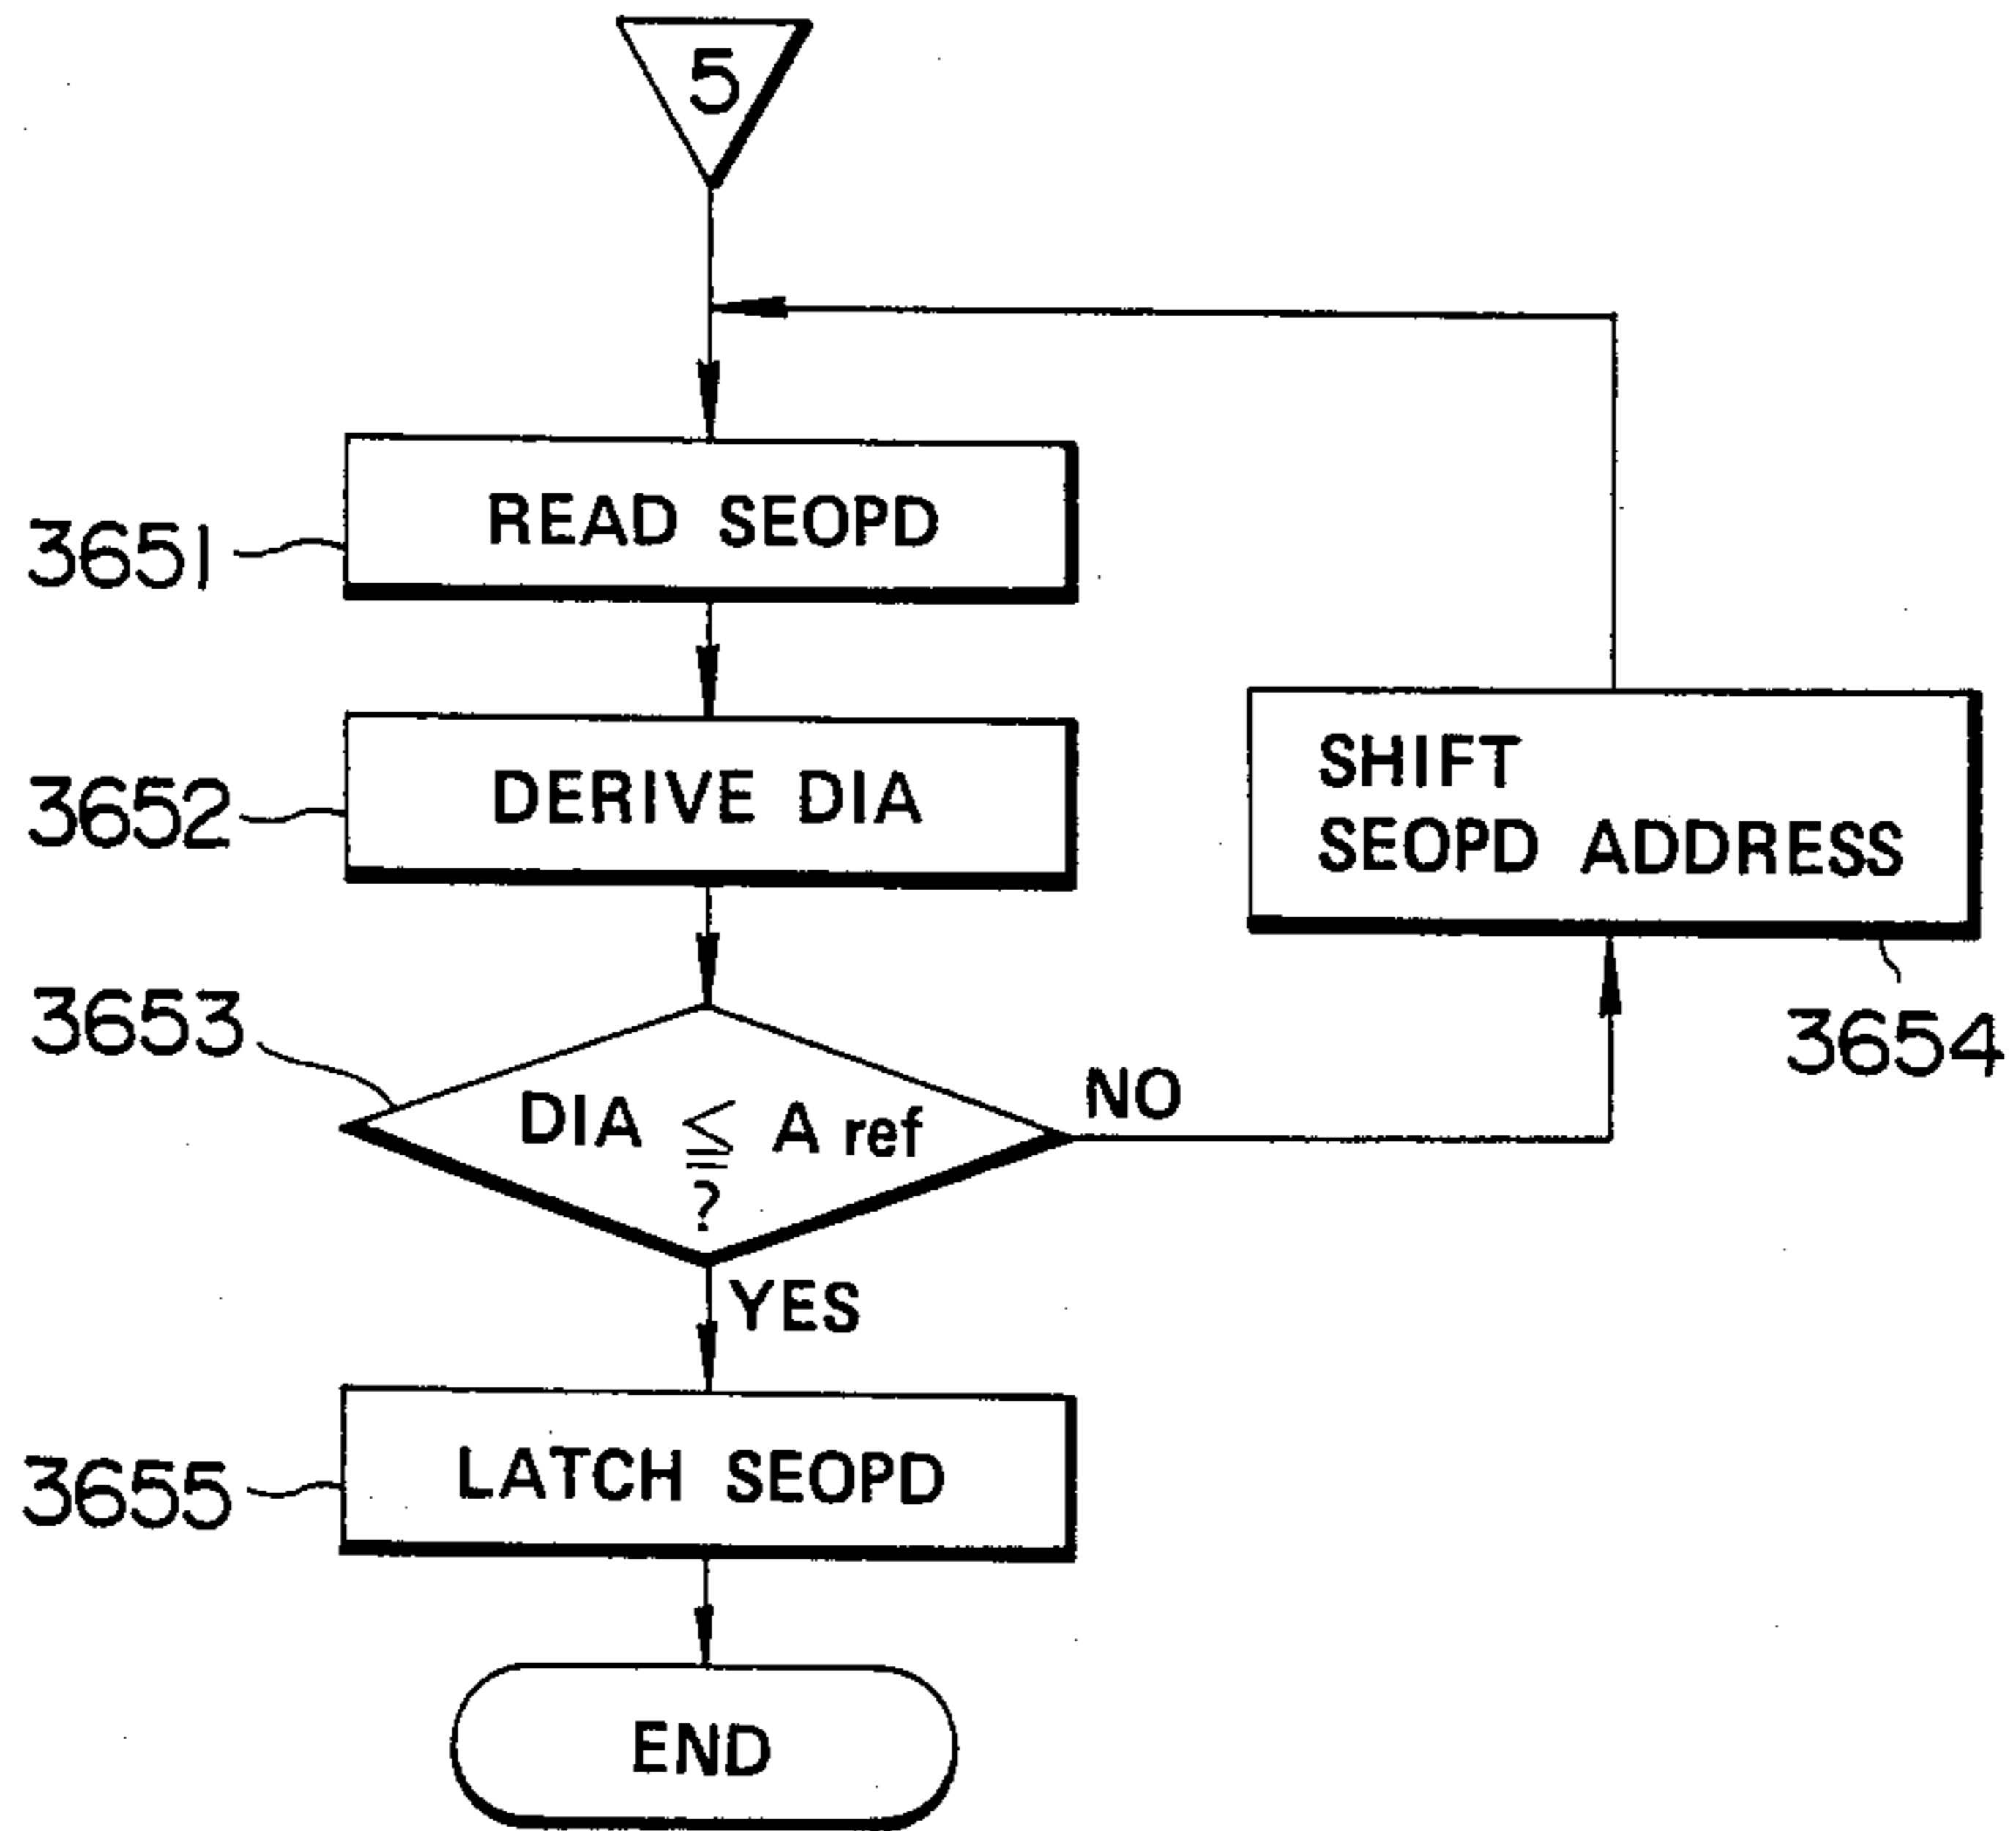 5
3651
READ SEOPD
3652
DERIVE DIA
SHIFT
SEOPD ADDRESS
3654
3653
DIA ≦ A ref
?
NO
YES
3655
LATCH SEOPD
END